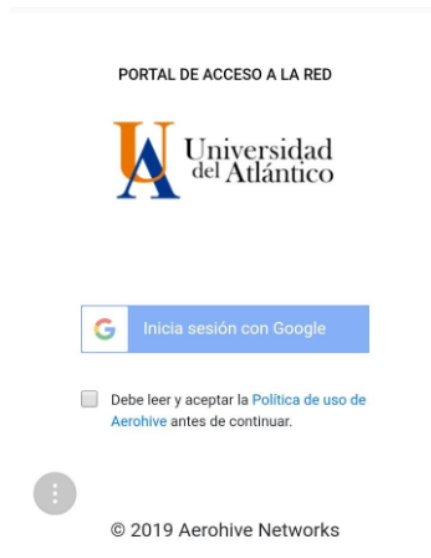 PORTAL DE ACCESO A LA RED
UA Universidad
del Atlántico
G Inicia sesión con Google
Debe leer y aceptar la Política de uso de
Aerohive antes de continuar.
© 2019 Aerohive Networks